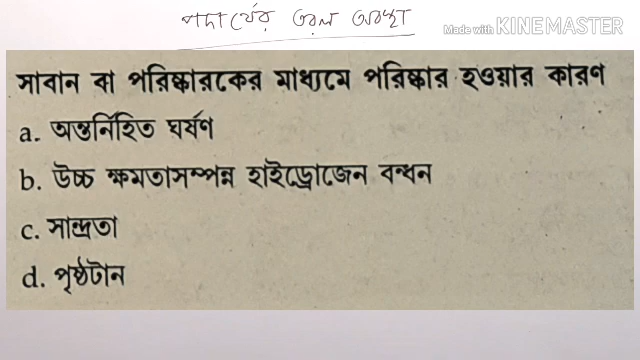 পদার্থের তরল অবস্থা
Made with KINEMASTER
সাবান বা পরিষ্কারকের মাধ্যমে পরিষ্কার হওয়ার কারণ
a. অন্তর্নিহিত ঘর্ষণ
b. উচ্চ ক্ষমতাসম্পন্ন হাইড্রোজেন বন্ধন
c. সান্দ্রতা
d. পৃষ্ঠটান